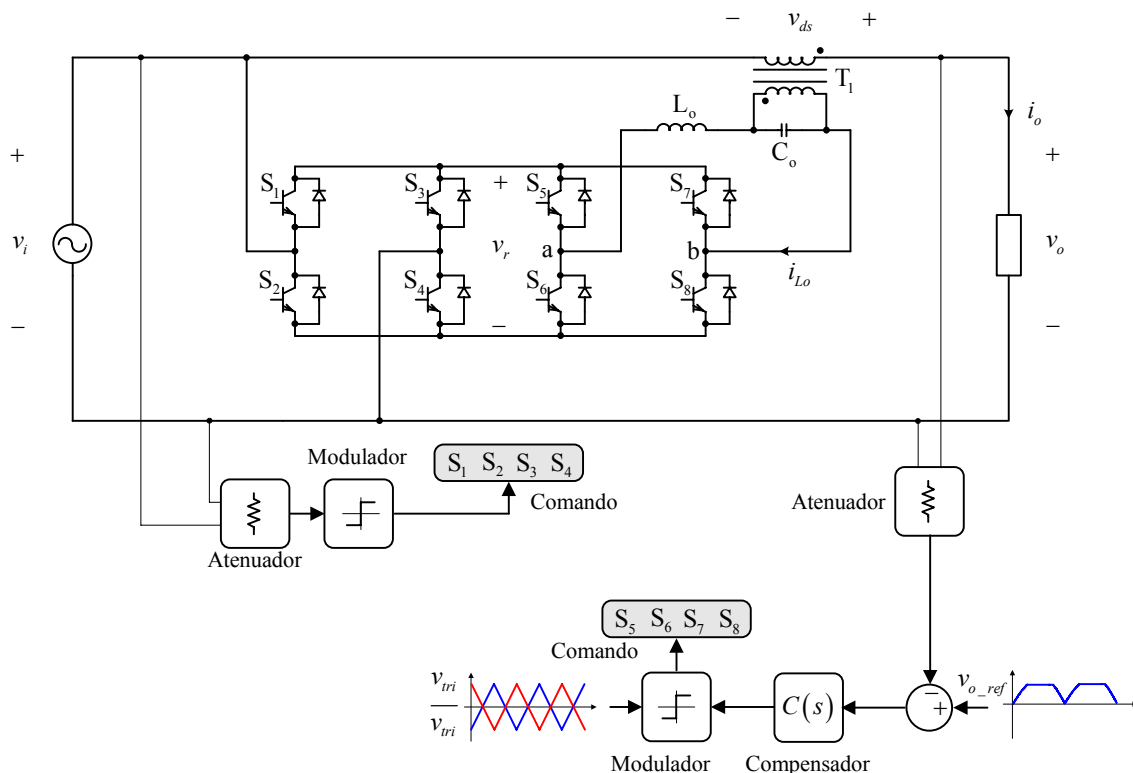 − v_ds +
T_1
L_o
C_o
i_o
+
v_i
−
S_1
S_3
+
S_5
S_7
v_r
a
b
S_2
S_4
−
S_6
S_8
i_Lo
+
v_o
−
Modulador
S_1 S_2 S_3 S_4
Comando
Atenuador
Atenuador
S_5 S_6 S_7 S_8
Comando
v_tri
v_tri
C(s)
−
+
v_o_ref
Modulador
Compensador